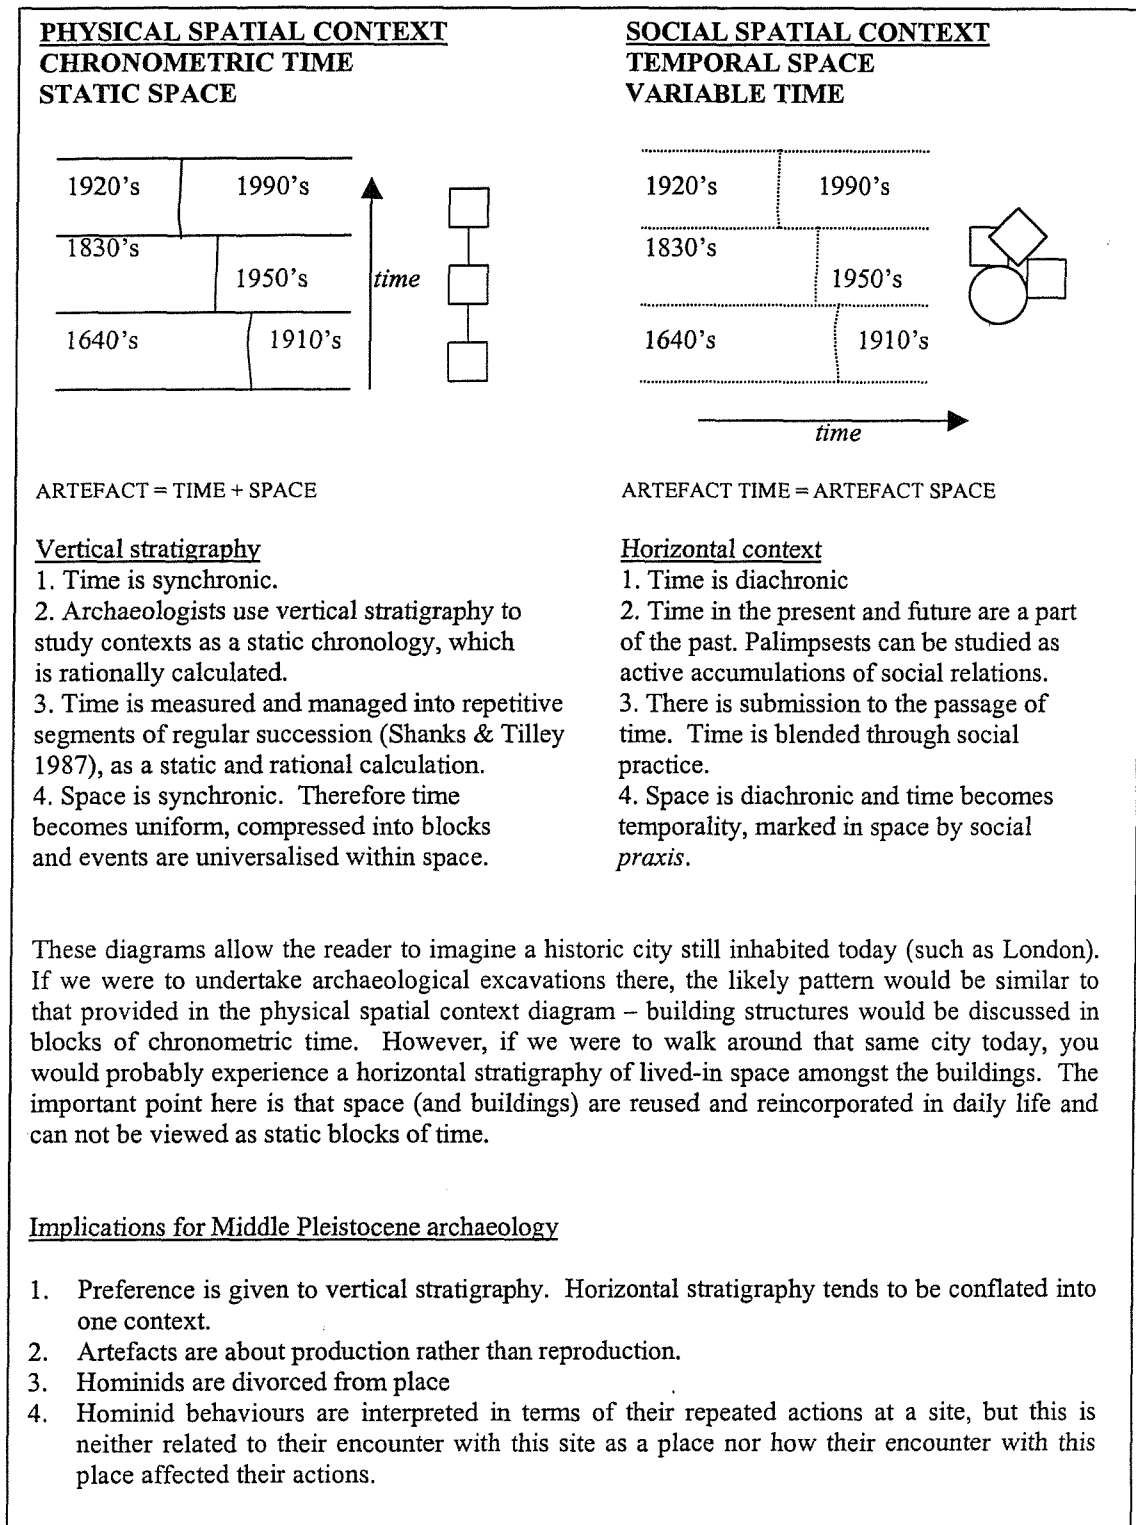 PHYSICAL SPATIAL CONTEXT
CHRONOMETRIC TIME
STATIC SPACE
1920's 1990's
1830's
1950's
time
1640's 1910's
ARTEFACT = TIME + SPACE
Vertical stratigraphy
1. Time is synchronic.
2. Archaeologists use vertical stratigraphy to
study contexts as a static chronology, which
is rationally calculated.
3. Time is measured and managed into repetitive
segments of regular succession (Shanks & Tilley
1987), as a static and rational calculation.
4. Space is synchronic. Therefore time
becomes uniform, compressed into blocks
and events are universalised within space.
SOCIAL SPATIAL CONTEXT
TEMPORAL SPACE
VARIABLE TIME
1920's 1990's
1830's
1950's
1640's 1910's
time
ARTEFACT TIME = ARTEFACT SPACE
Horizontal context
1. Time is diachronic
2. Time in the present and future are a part
of the past. Palimpsests can be studied as
active accumulations of social relations.
3. There is submission to the passage of
time. Time is blended through social
practice.
4. Space is diachronic and time becomes
temporality, marked in space by social
praxis.
These diagrams allow the reader to imagine a historic city still inhabited today (such as London).
If we were to undertake archaeological excavations there, the likely pattern would be similar to
that provided in the physical spatial context diagram – building structures would be discussed in
blocks of chronometric time. However, if we were to walk around that same city today, you
would probably experience a horizontal stratigraphy of lived-in space amongst the buildings. The
important point here is that space (and buildings) are reused and reincorporated in daily life and
can not be viewed as static blocks of time.
Implications for Middle Pleistocene archaeology
1. Preference is given to vertical stratigraphy. Horizontal stratigraphy tends to be conflated into
one context.
2. Artefacts are about production rather than reproduction.
3. Hominids are divorced from place
4. Hominid behaviours are interpreted in terms of their repeated actions at a site, but this is
neither related to their encounter with this site as a place nor how their encounter with this
place affected their actions.